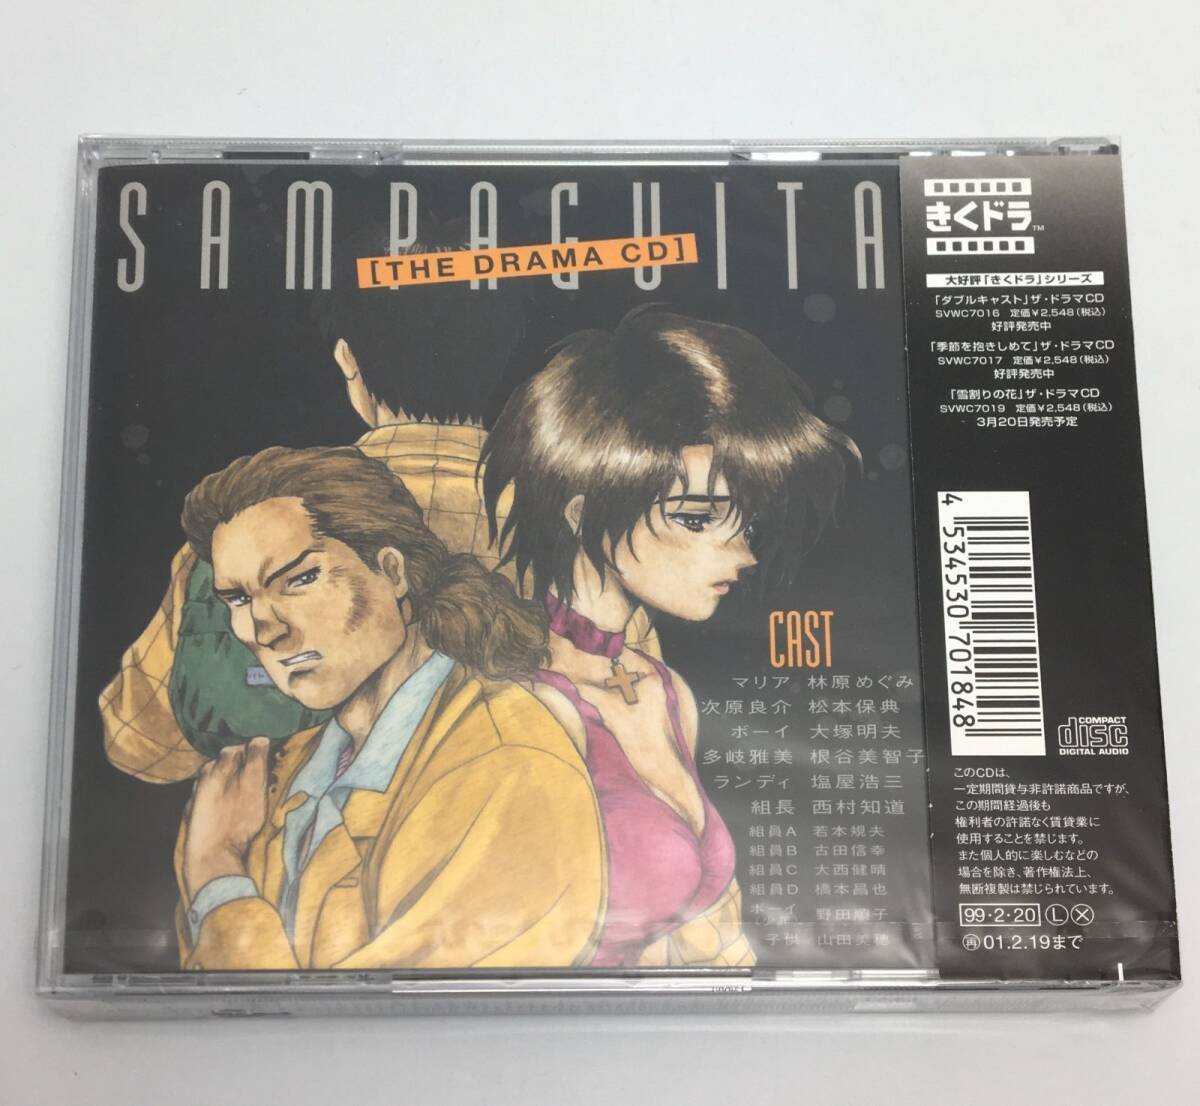 SAMPAGUITA
[THE DRAMA CD]
CAST
マリア 林原めぐみ
次原良介 松本保典
ボーイ 大塚明夫
多岐雅美 根谷美智子
ランディ 塩屋浩三
組長 西村知道
組員A 若本規夫
組員B 古田信幸
組員C 大西健晴
組員D 橋本昌也
ボーイ
野田順子
子供 山田美穂
きくドラ™
大好評「きくドラ」シリーズ
「ダブルキャスト」ザ・ドラマCD
SVWC7016 定価¥2,548(税込)
好評発売中
「季節を抱きしめて」ザ・ドラマCD
SVWC7017 定価¥2,548(税込)
好評発売中
「雪割りの花」ザ・ドラマCD
SVWC7019 定価¥2,548(税込)
3月20日発売予定
4 534530 701848
COMPACT
disc
DIGITAL AUDIO
このCDは、
一定期間貸与非許諾商品ですが、
この期間経過後も
権利者の許諾なく賃貸業に
使用することを禁じます。
また個人的に楽しむなどの
場合を除き、著作権法上、
無断複製は禁じられています。
99・2・20 Ⓛ Ⓧ
㊢01.2.19まで